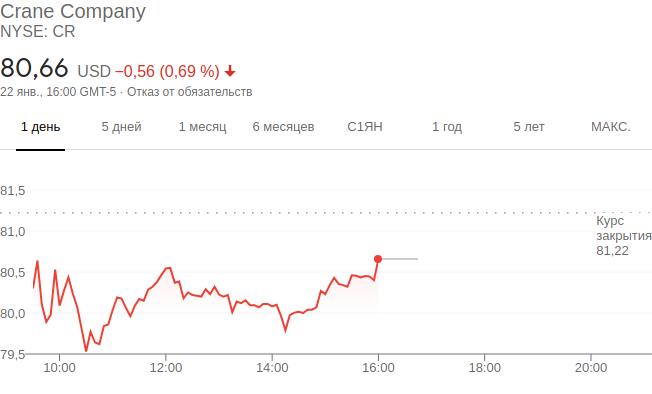 Crane Company
NYSE: CR
80,66 USD −0,56 (0,69 %)
22 янв., 16:00 GMT-5 · Отказ от обязательств
1 день 5 дней 1 месяц 6 месяцев С1ЯН 1 год 5 лет МАКС.
81,5
Курс
закрытия
81,22
81,0
80,5
80,0
79,5
10:00 12:00 14:00 16:00 18:00 20:00